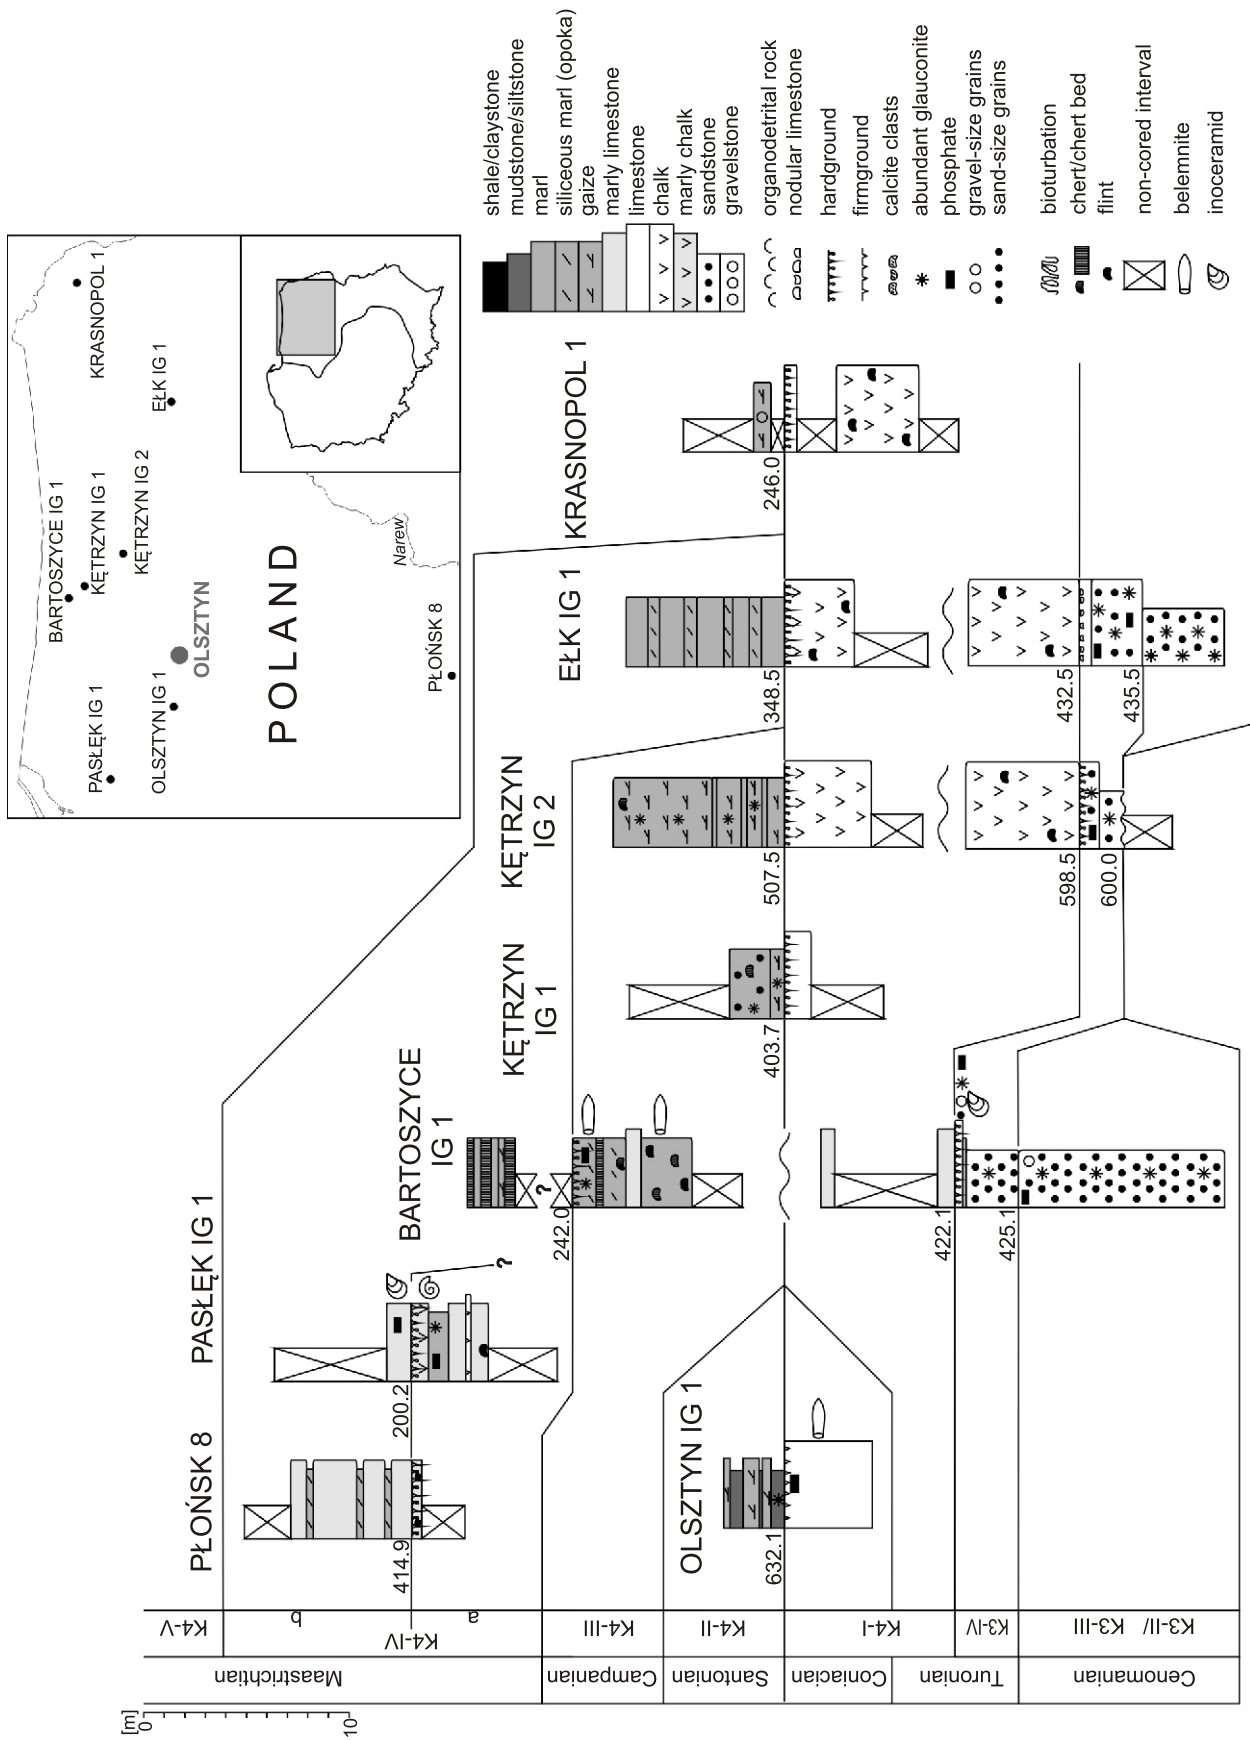 BARTOSZYCE IG 1
KĘTRZYN IG 1
KĘTRZYN IG 2
KRASNOPOL 1
EŁK IG 1
PASŁĘK IG 1
OLSZTYN IG 1
OLSZTYN
POLAND
PŁOŃSK 8
Narew
shale/claystone
mudstone/siltstone
marl
siliceous marl (opoka)
gaize
marly limestone
limestone
chalk
marly chalk
sandstone
gravelstone
organodetrital rock
nodular limestone
hardground
firmground
calcite clasts
abundant glauconite
phosphate
gravel-size grains
sand-size grains
bioturbation
chert/chert bed
flint
non-cored interval
belemnite
inoceramid
PŁOŃSK 8
414.9
PASŁĘK IG 1
200.2
?
BARTOSZYCE
IG 1
?
242.0
422.1
425.1
OLSZTYN IG 1
632.1
KĘTRZYN
IG 1
403.7
KĘTRZYN
IG 2
507.5
598.5
600.0
EŁK IG 1
348.5
432.5
435.5
KRASNOPOL 1
246.0
K4-V
b
K4-IV
a
K4-III
K4-II
K4-I
K3-IV
K3-III
K3-II/
Maastrichtian
Campanian
Santonian
Coniacian
Turonian
Cenomanian
[m]
0
10